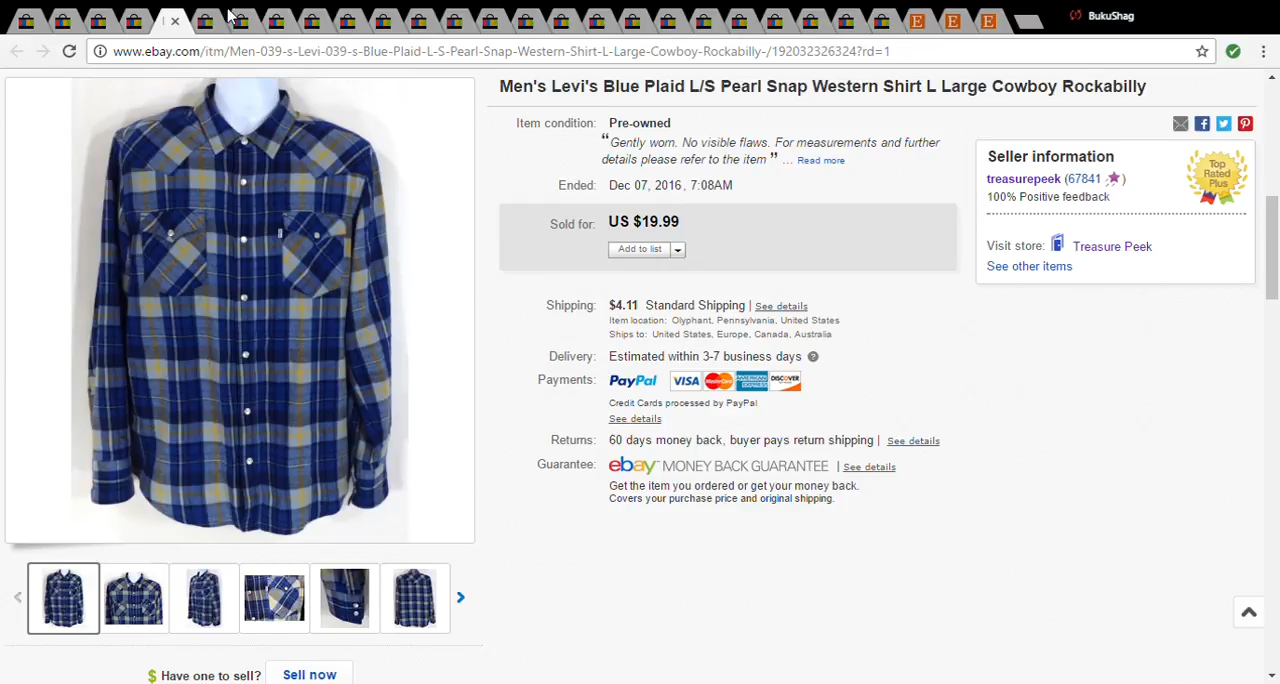 BukuShag
www.ebay.com/itm/Men-039-s-Levi-039-s-Blue-Plaid-L-S-Pearl-Snap-Western-Shirt-L-Large-Cowboy-Rockabilly-/192032326324?rd=1
Men's Levi's Blue Plaid L/S Pearl Snap Western Shirt L Large Cowboy Rockabilly
Item condition: Pre-owned
“Gently worn. No visible flaws. For measurements and further
details please refer to the item ” ... Read more
Ended: Dec 07, 2016 , 7:08AM
Sold for: US $19.99
Add to list
Shipping: $4.11 Standard Shipping | See details
Item location: Olyphant, Pennsylvania, United States
Ships to: United States, Europe, Canada, Australia
Delivery: Estimated within 3-7 business days ?
Payments: PayPal VISA MasterCard AMERICAN EXPRESS DISCOVER
Credit Cards processed by PayPal
See details
Returns: 60 days money back, buyer pays return shipping | See details
Guarantee: ebay MONEY BACK GUARANTEE | See details
Get the item you ordered or get your money back.
Covers your purchase price and original shipping.
Seller information
treasurepeek (67841 )
100% Positive feedback
Top
Rated
Plus
Visit store: Treasure Peek
See other items
$ Have one to sell? Sell now